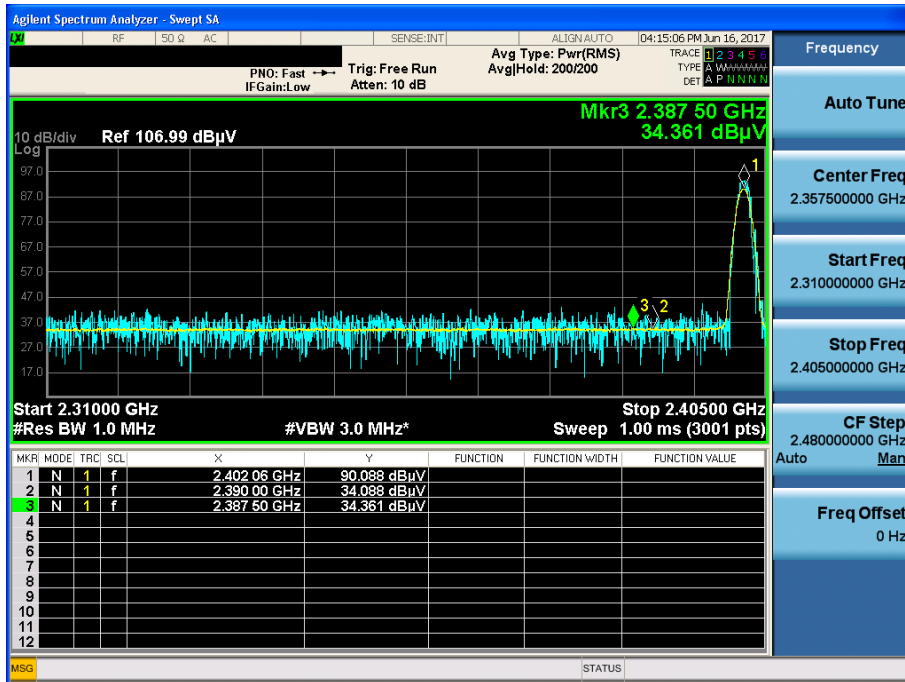 Agilent Spectrum Analyzer - Swept SA
LXI RF 50 Ω AC SENSE:INT ALIGN AUTO 04:15:06 PM Jun 16, 2017
PNO: Fast
IFGain:Low
Trig: Free Run
Atten: 10 dB
Avg Type: Pwr(RMS)
Avg|Hold: 200/200
TRACE 1 2 3 4 5 6
TYPE A WWWWW
DET A P N N N N
Mkr3 2.387 50 GHz
34.361 dBµV
10 dB/div Ref 106.99 dBµV
Log
97.0
87.0
77.0
67.0
57.0
47.0
37.0
27.0
17.0
1
3 2
Start 2.31000 GHz Stop 2.40500 GHz
#Res BW 1.0 MHz #VBW 3.0 MHz* Sweep 1.00 ms (3001 pts)
MKR MODE TRC SCL X Y FUNCTION FUNCTION WIDTH FUNCTION VALUE
1 N 1 f 2.402 06 GHz 90.088 dBµV
2 N 1 f 2.390 00 GHz 34.088 dBµV
3 N 1 f 2.387 50 GHz 34.361 dBµV
4
5
6
7
8
9
10
11
12
MSG STATUS
Frequency
Auto Tune
Center Freq
2.357500000 GHz
Start Freq
2.310000000 GHz
Stop Freq
2.405000000 GHz
CF Step
2.480000000 GHz
Auto Man
Freq Offset
0 Hz